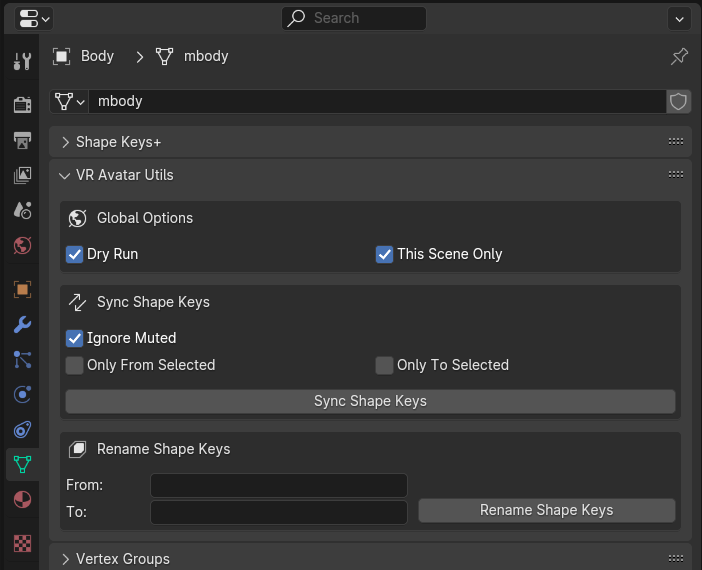 Search
Body mbody
mbody
Shape Keys+
VR Avatar Utils
Global Options
Dry Run This Scene Only
Sync Shape Keys
Ignore Muted
Only From Selected Only To Selected
Sync Shape Keys
Rename Shape Keys
From:
To: Rename Shape Keys
Vertex Groups